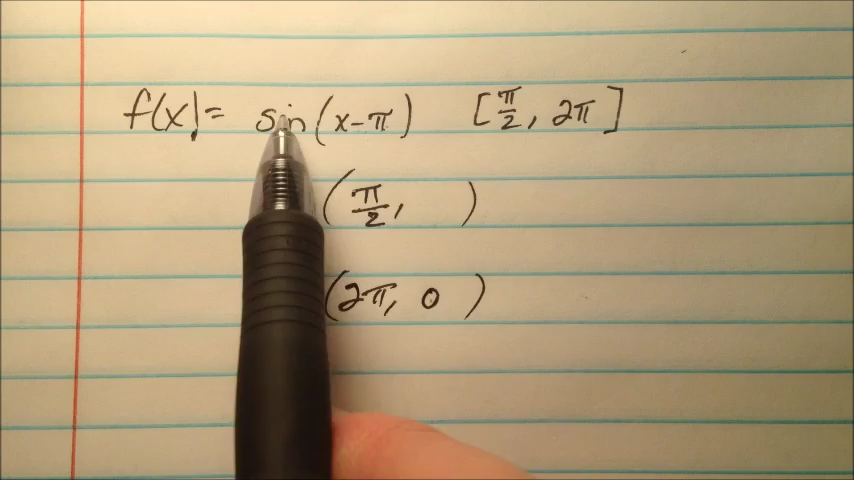 f(x) = sin(x-π) [π/2, 2π]
(π/2, )
(2π, 0 )